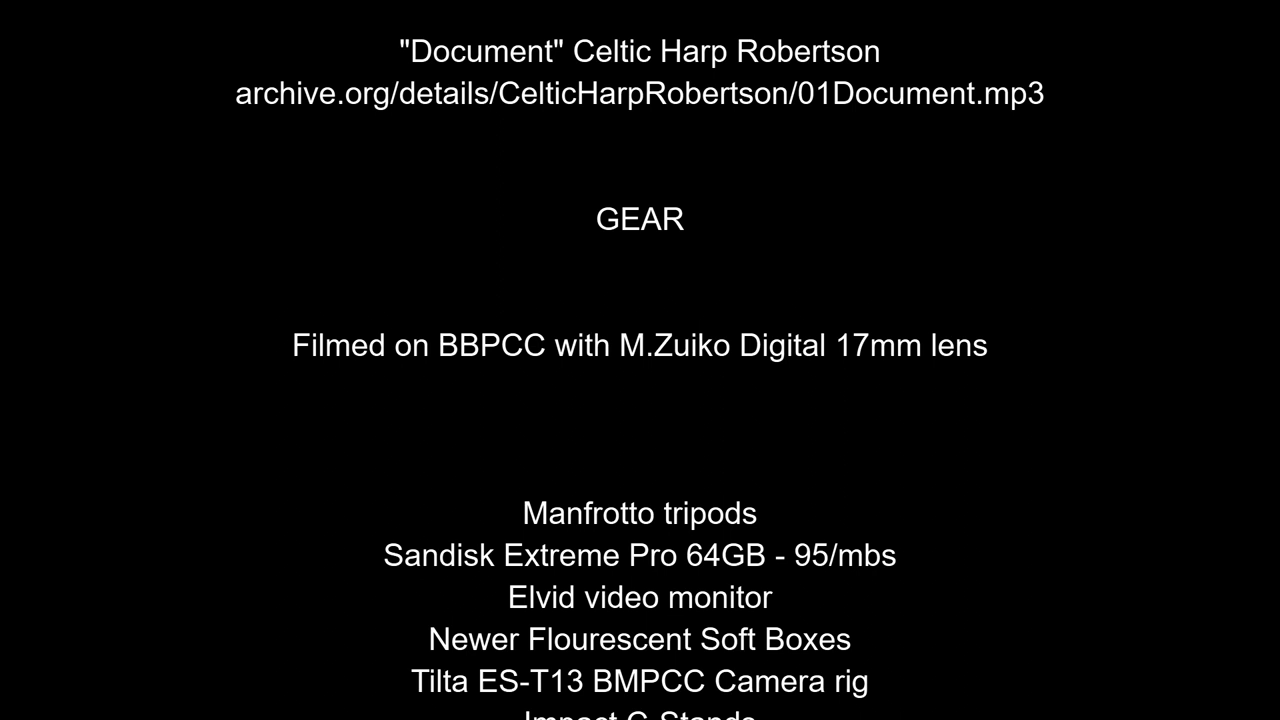 "Document" Celtic Harp Robertson
archive.org/details/CelticHarpRobertson/01Document.mp3
GEAR
Filmed on BBPCC with M.Zuiko Digital 17mm lens
Manfrotto tripods
Sandisk Extreme Pro 64GB - 95/mbs
Elvid video monitor
Newer Flourescent Soft Boxes
Tilta ES-T13 BMPCC Camera rig
Impact C-Stands